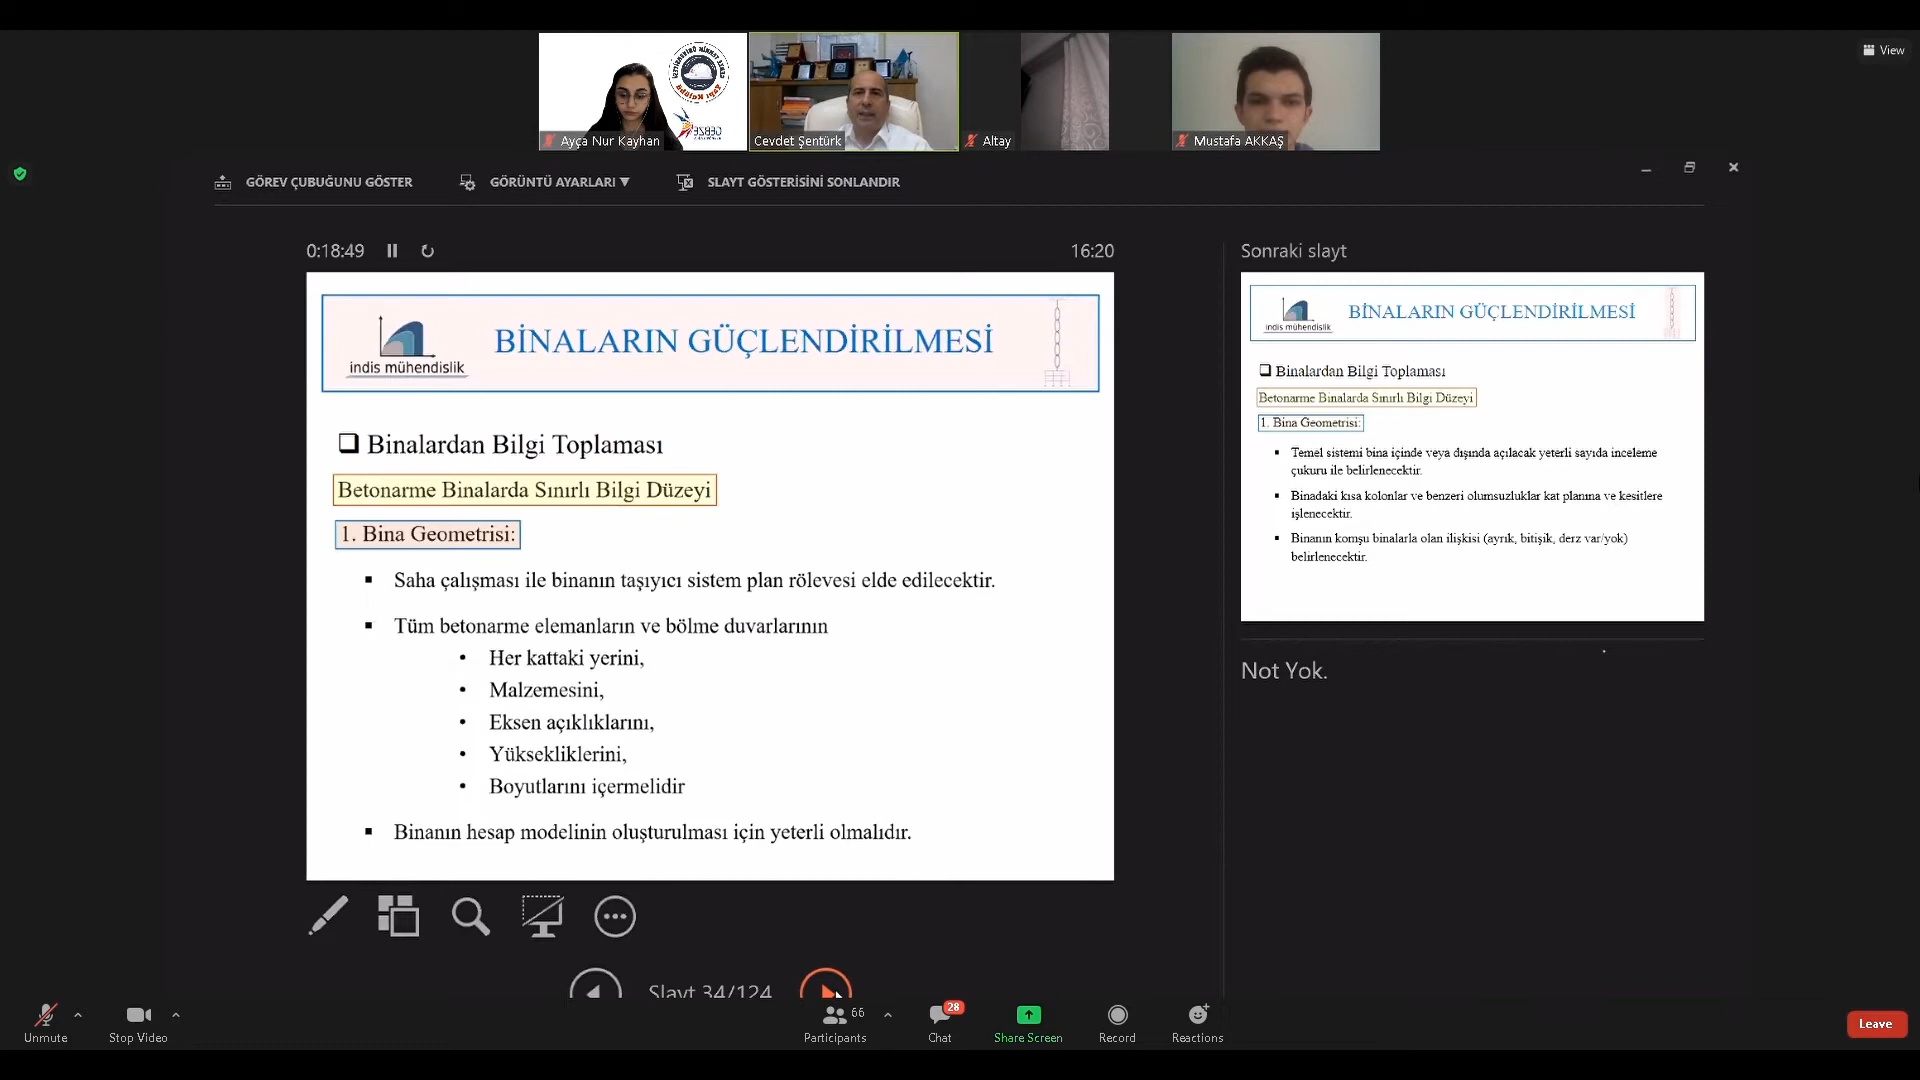 View
Ayça Nur Kayhan
Cevdet Şentürk
Altay
Mustafa AKKAŞ
GÖREV ÇUBUĞUNU GÖSTER
GÖRÜNTÜ AYARLARI ▼
SLAYT GÖSTERİSİNİ SONLANDIR
0:18:49
16:20
indis mühendislik
BİNALARIN GÜÇLENDİRİLMESİ
❑ Binalardan Bilgi Toplaması
Betonarme Binalarda Sınırlı Bilgi Düzeyi
1. Bina Geometrisi:
▪ Saha çalışması ile binanın taşıyıcı sistem plan rölevesi elde edilecektir.
▪ Tüm betonarme elemanların ve bölme duvarlarının
• Her kattaki yerini,
• Malzemesini,
• Eksen açıklıklarını,
• Yüksekliklerini,
• Boyutlarını içermelidir
▪ Binanın hesap modelinin oluşturulması için yeterli olmalıdır.
Slayt 34/124
Sonraki slayt
indis mühendislik
BİNALARIN GÜÇLENDİRİLMESİ
❑ Binalardan Bilgi Toplaması
Betonarme Binalarda Sınırlı Bilgi Düzeyi
1. Bina Geometrisi:
▪ Temel sistemi bina içinde veya dışında açılacak yeterli sayıda inceleme
çukuru ile belirlenecektir.
▪ Binadaki kısa kolonlar ve benzeri olumsuzluklar kat planına ve kesitlere
işlenecektir.
▪ Binanın komşu binalarla olan ilişkisi (ayrık, bitişik, derz var/yok)
belirlenecektir.
Not Yok.
Unmute
Stop Video
66
Participants
28
Chat
Share Screen
Record
Reactions
Leave